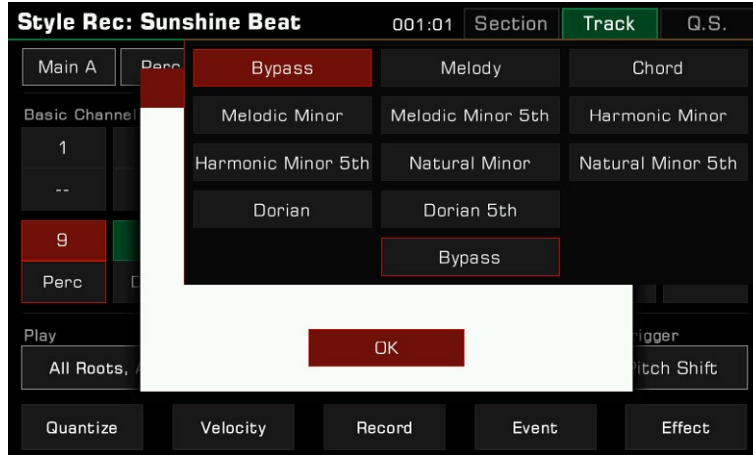 Style Rec: Sunshine Beat 001:01 Section Track Q.S.
Main A Bypass Melody Chord
Basic Channel Melodic Minor Melodic Minor 5th Harmonic Minor
1 Harmonic Minor 5th Natural Minor Natural Minor 5th
-- Dorian Dorian 5th
9 Bypass
Perc
Play
OK
All Roots, Pitch Shift
Quantize Velocity Record Event Effect